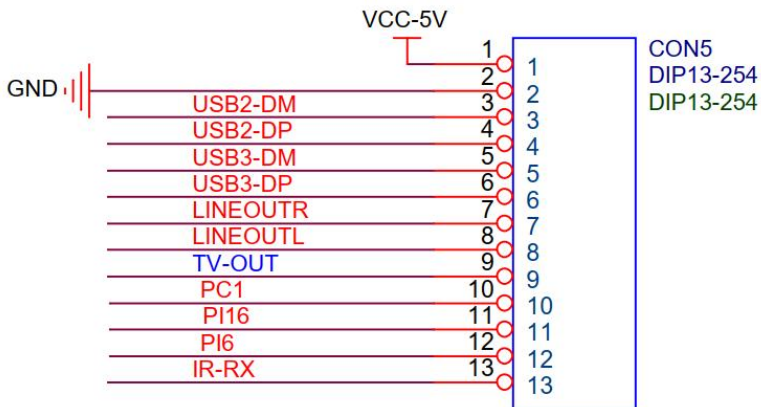 VCC-5V
1 1 CON5
GND 2 2 DIP13-254
USB2-DM 3 3 DIP13-254
USB2-DP 4 4
USB3-DM 5 5
USB3-DP 6 6
LINEOUTR 7 7
LINEOUTL 8 8
TV-OUT 9 9
PC1 10 10
PI16 11 11
PI6 12 12
IR-RX 13 13